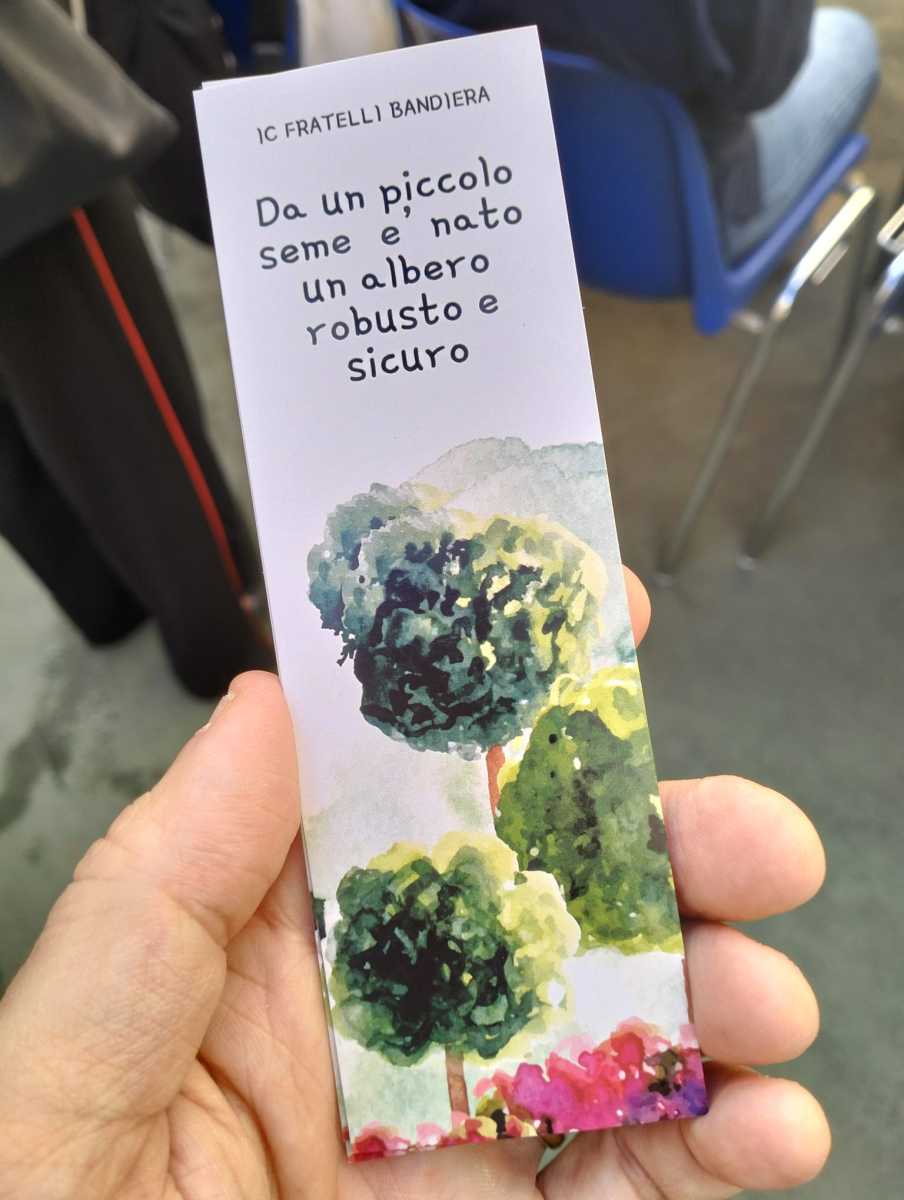 IC FRATELLI BANDIERA
Da un piccolo
seme e' nato
un albero
robusto e
sicuro